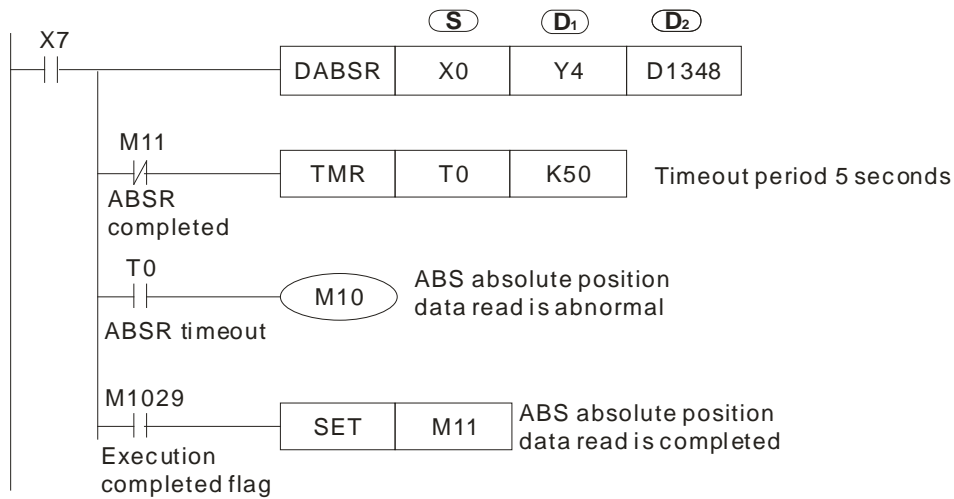 S D1 D2
X7
DABSR X0 Y4 D1348
M11
TMR T0 K50 Timeout period 5 seconds
ABSR
completed
T0
M10 ABS absolute position
data read is abnormal
ABSR timeout
M1029
SET M11 ABS absolute position
data read is completed
Execution
completed flag